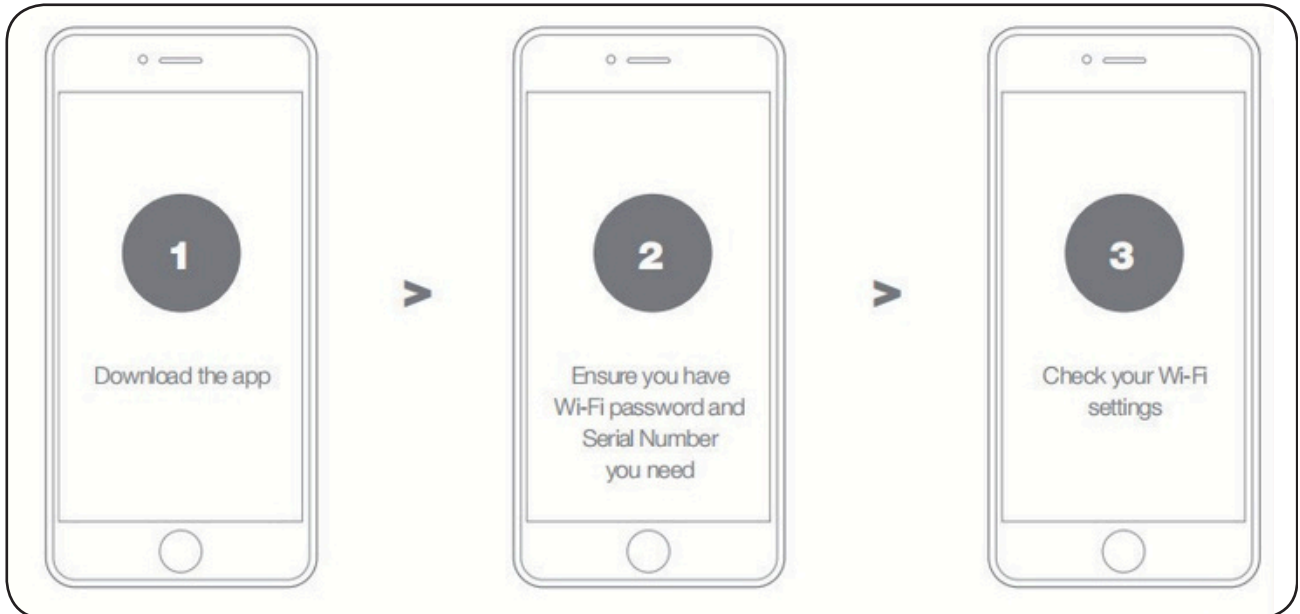 1
Download the app
>
2
Ensure you have
Wi-Fi password and
Serial Number
you need
>
3
Check your Wi-Fi
settings